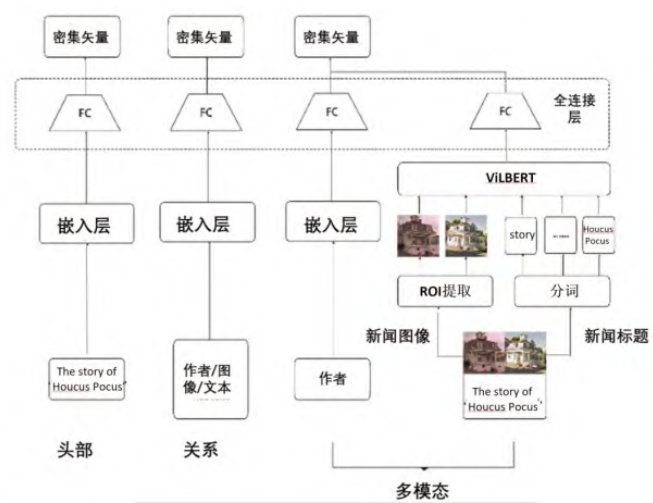 密集矢量
密集矢量
密集矢量
FC
FC
FC
FC
全连接
层
ViLBERT
嵌入层
嵌入层
嵌入层
story
Houcus
Pocus
ROI提取
分词
新闻图像
新闻标题
The story of
'Houcus Pocus'
作者/图
像/文本
作者
The story of
'Houcus Pocus'
头部
关系
多模态